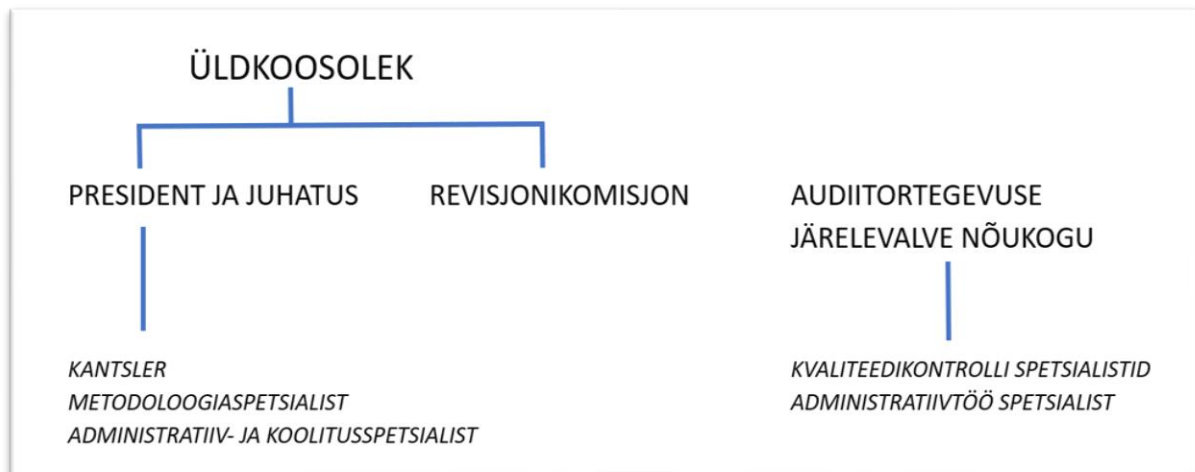 ÜLDKOOSOLEK
PRESIDENT JA JUHATUS
REVISJONIKOMISJON
AUDIITORTEGEVUSE
JÄRELEVALVE NÕUKOGU
KANTSLER
METODOLOOGIASPETSIALIST
ADMINISTRATIIV- JA KOOLITUSSPETSIALIST
KVALITEEDIKONTROLLI SPETSIALISTID
ADMINISTRATIIVTÖÖ SPETSIALIST